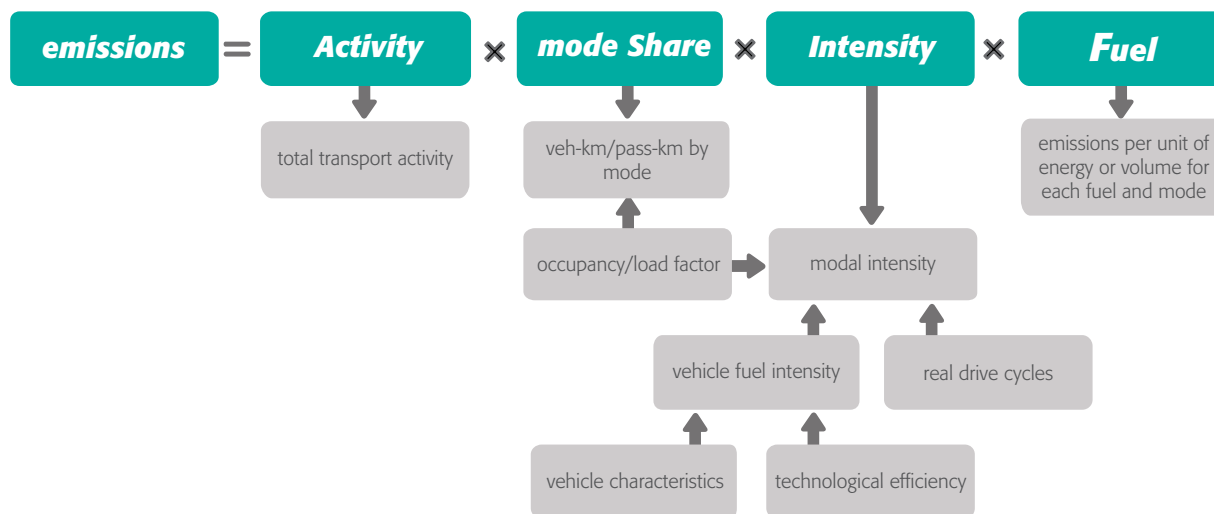 emissions = Activity × mode Share × Intensity × Fuel
total transport activity
veh-km/pass-km by
mode
emissions per unit of
energy or volume for
each fuel and mode
occupancy/load factor
modal intensity
vehicle fuel intensity
real drive cycles
vehicle characteristics
technological efficiency